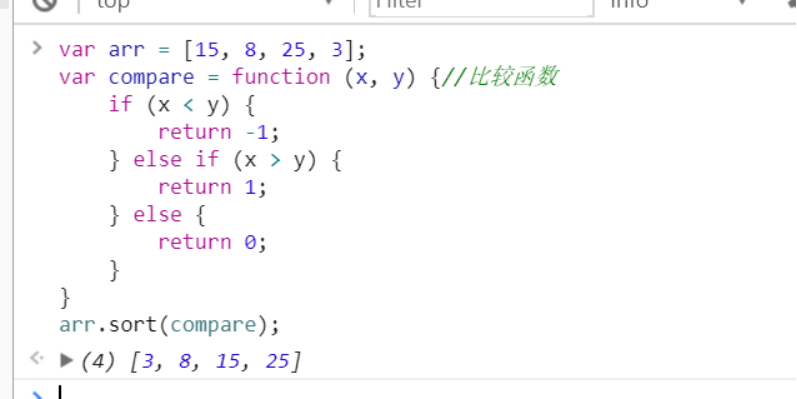 top Filter Info
var arr = [15, 8, 25, 3];
var compare = function (x, y) {//比较函数
if (x < y) {
return -1;
} else if (x > y) {
return 1;
} else {
return 0;
}
}
arr.sort(compare);
(4) [3, 8, 15, 25]